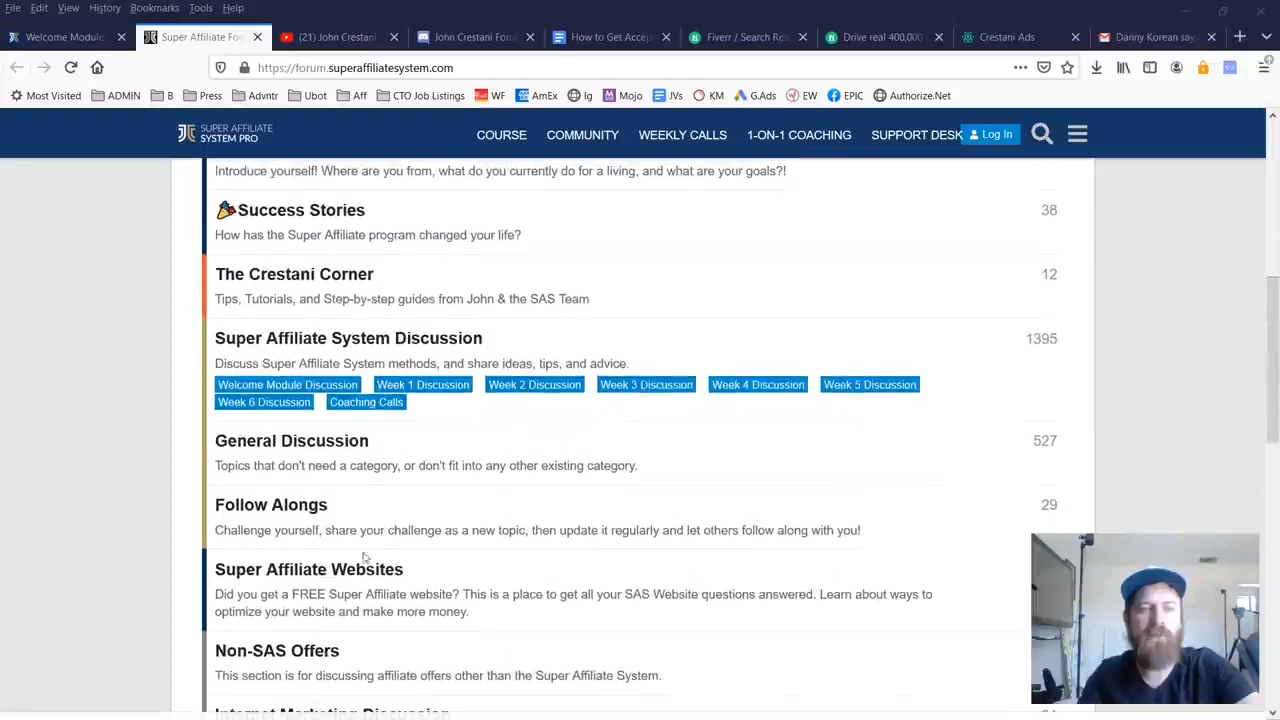 File Edit View History Bookmarks Tools Help
Welcome Module
Super Affiliate For
(21) John Crestani
John Crestani Foru
How to Get Accep
Fiverr / Search Res
Drive real 400,000
Crestani Ads
Danny Korean say
https://forum.superaffiliatesystem.com
Most Visited ADMIN B Press Advntr Ubot Aff CTO Job Listings WF AmEx Ig Mojo JVs KM G.Ads EW EPIC Authorize.Net
SUPER AFFILIATE
SYSTEM PRO
COURSE COMMUNITY WEEKLY CALLS 1-ON-1 COACHING SUPPORT DESK Log In
Introduce yourself! Where are you from, what do you currently do for a living, and what are your goals?!
Success Stories 38
How has the Super Affiliate program changed your life?
The Crestani Corner 12
Tips, Tutorials, and Step-by-step guides from John & the SAS Team
Super Affiliate System Discussion 1395
Discuss Super Affiliate System methods, and share ideas, tips, and advice.
Welcome Module Discussion Week 1 Discussion Week 2 Discussion Week 3 Discussion Week 4 Discussion Week 5 Discussion
Week 6 Discussion Coaching Calls
General Discussion 527
Topics that don't need a category, or don't fit into any other existing category.
Follow Alongs 29
Challenge yourself, share your challenge as a new topic, then update it regularly and let others follow along with you!
Super Affiliate Websites
Did you get a FREE Super Affiliate website? This is a place to get all your SAS Website questions answered. Learn about ways to
optimize your website and make more money.
Non-SAS Offers
This section is for discussing affiliate offers other than the Super Affiliate System.
Internet Marketing Discussion